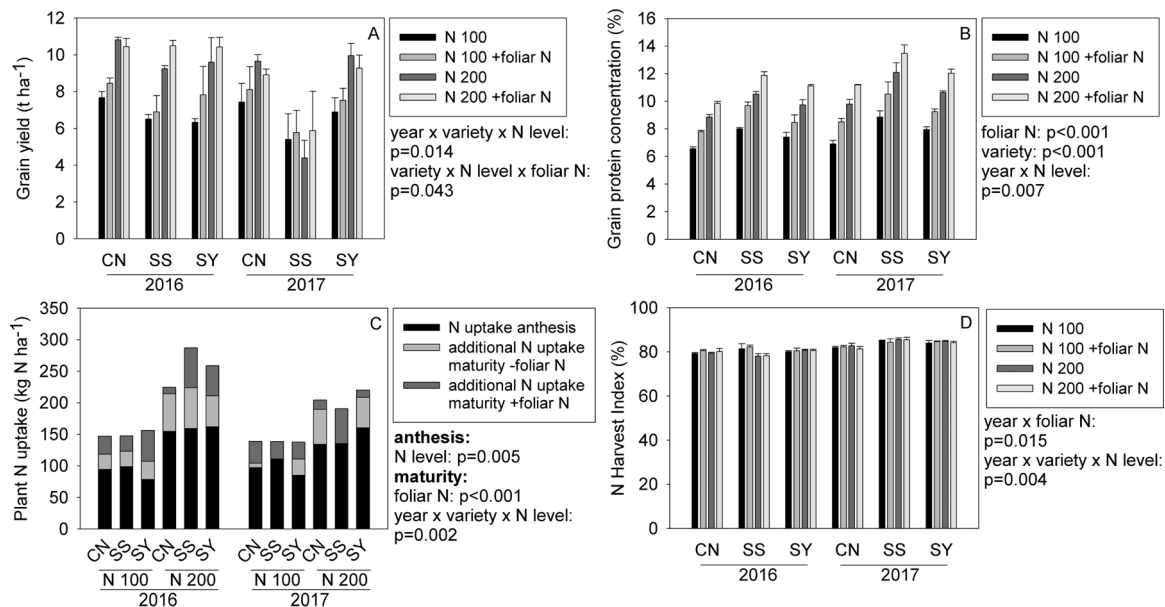 Grain yield (t ha⁻¹)
12
10
8
6
4
2
0
A
CN SS SY CN SS SY
2016 2017
N 100
N 100 +foliar N
N 200
N 200 +foliar N
year x variety x N level:
p=0.014
variety x N level x foliar N:
p=0.043
Grain protein concentration (%)
16
14
12
10
8
6
4
2
0
B
CN SS SY CN SS SY
2016 2017
N 100
N 100 +foliar N
N 200
N 200 +foliar N
foliar N: p<0.001
variety: p<0.001
year x N level:
p=0.007
Plant N uptake (kg N ha⁻¹)
350
300
250
200
150
100
50
0
C
CN SS SY CN SS SY CN SS SY CN SS SY
N 100 N 200 N 100 N 200
2016 2017
N uptake anthesis
additional N uptake
maturity -foliar N
additional N uptake
maturity +foliar N
anthesis:
N level: p=0.005
maturity:
foliar N: p<0.001
year x variety x N level:
p=0.002
N Harvest Index (%)
100
80
60
40
20
0
D
CN SS SY CN SS SY
2016 2017
N 100
N 100 +foliar N
N 200
N 200 +foliar N
year x foliar N:
p=0.015
year x variety x N level:
p=0.004